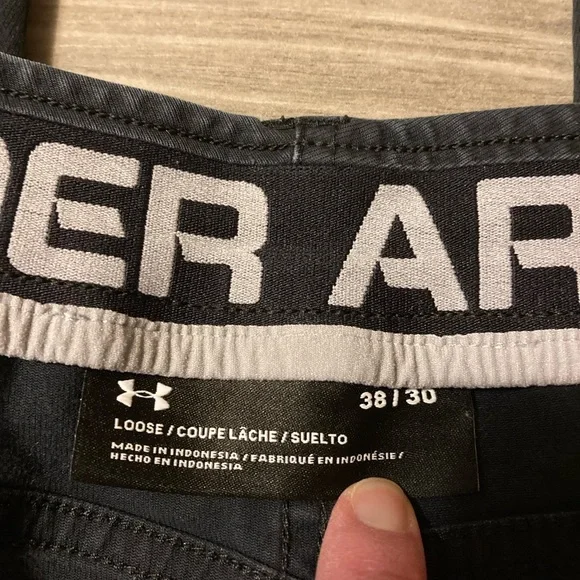 DER AR
38 / 30
LOOSE / COUPE LÂCHE / SUELTO
MADE IN INDONESIA / FABRIQUÉ EN INDONÉSIE /
HECHO EN INDONESIA